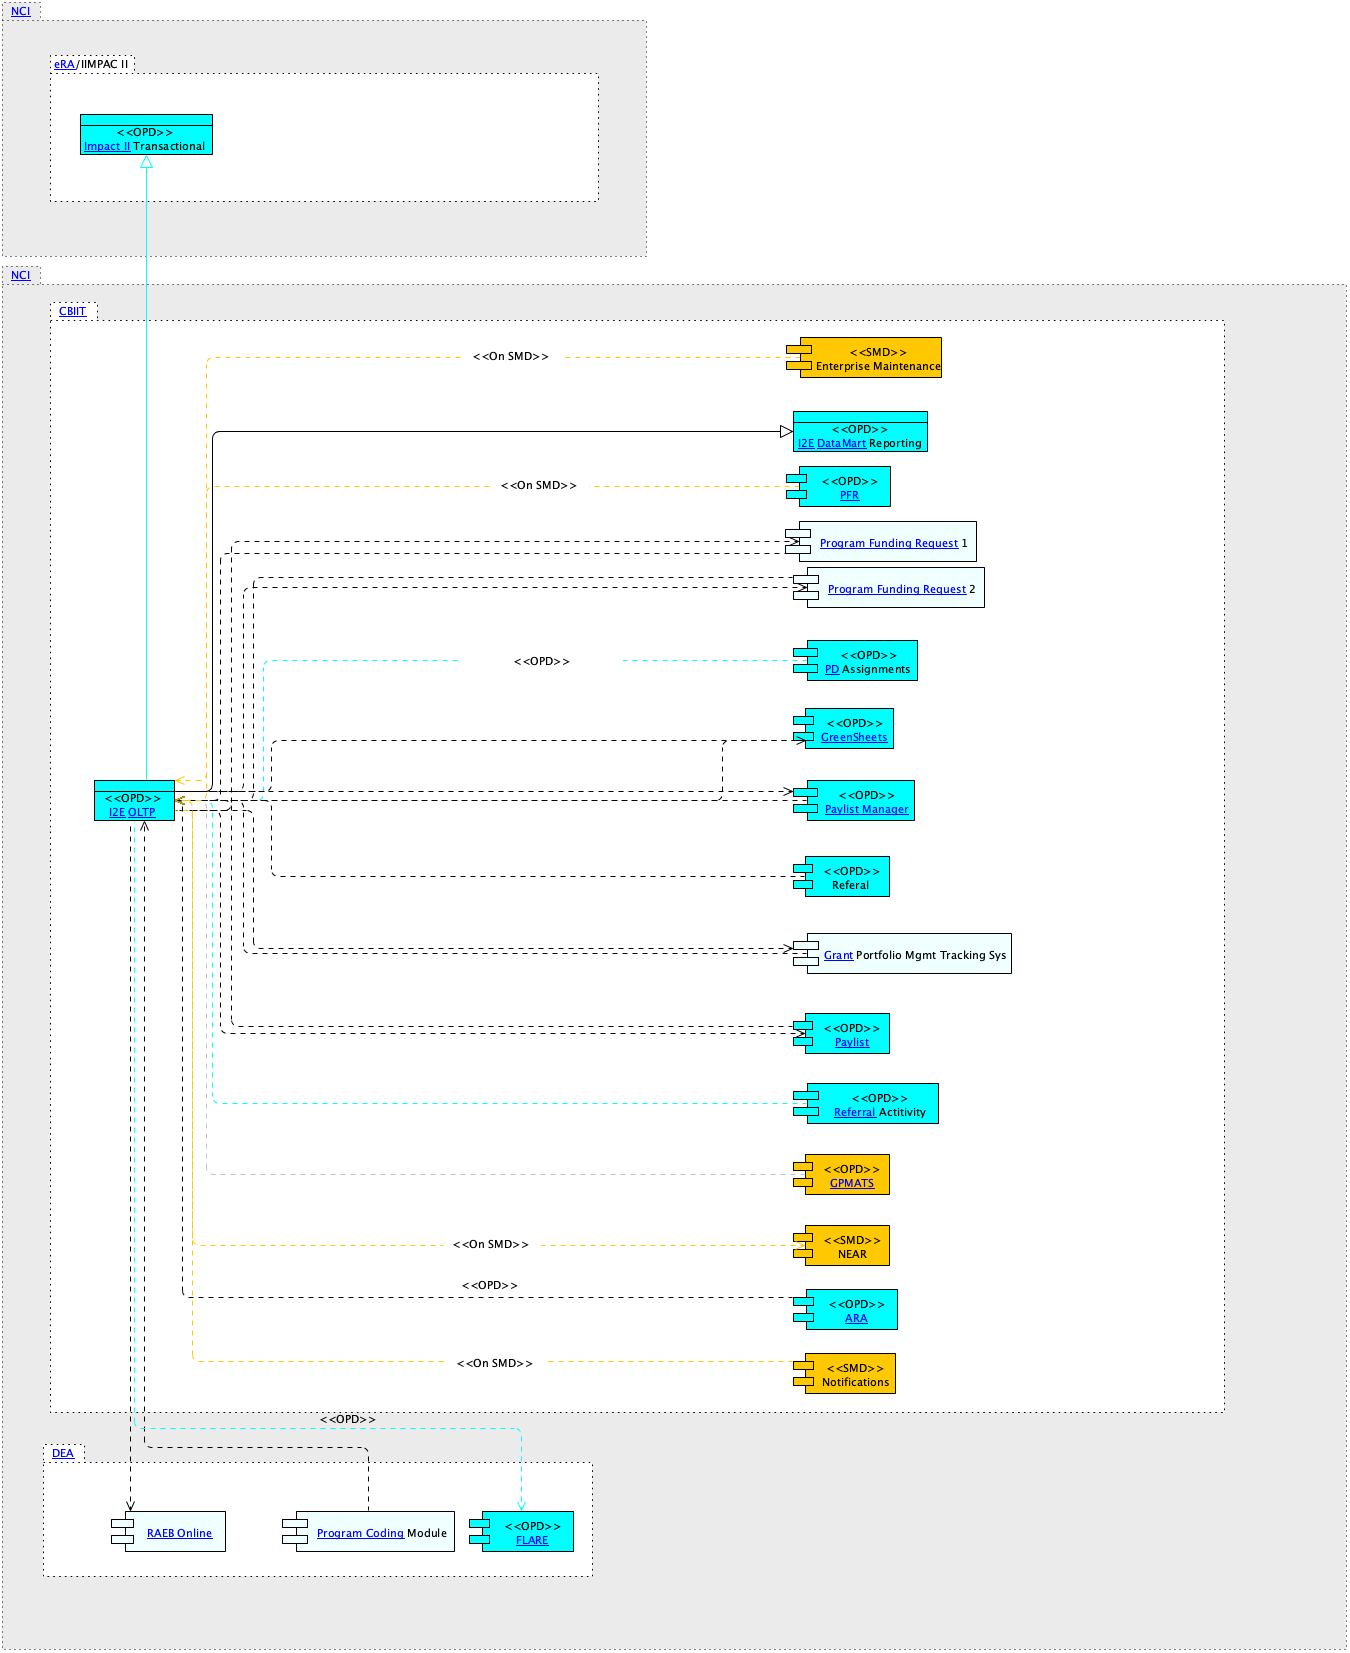 NCI
eRA/IIMPAC II
<<OPD>>
Impact II Transactional
NCI
CBIIT
<<On SMD>>
<<SMD>>
Enterprise Maintenance
<<OPD>>
I2E DataMart Reporting
<<On SMD>>
<<OPD>>
PFR
Program Funding Request 1
Program Funding Request 2
<<OPD>>
<<OPD>>
PD Assignments
<<OPD>>
GreenSheets
<<OPD>>
I2E OLTP
<<OPD>>
Paylist Manager
<<OPD>>
Referal
Grant Portfolio Mgmt Tracking Sys
<<OPD>>
Paylist
<<OPD>>
Referral Actitivity
<<OPD>>
GPMATS
<<On SMD>>
<<SMD>>
NEAR
<<OPD>>
<<OPD>>
ARA
<<On SMD>>
<<SMD>>
Notifications
<<OPD>>
DEA
RAEB Online
Program Coding Module
<<OPD>>
FLARE